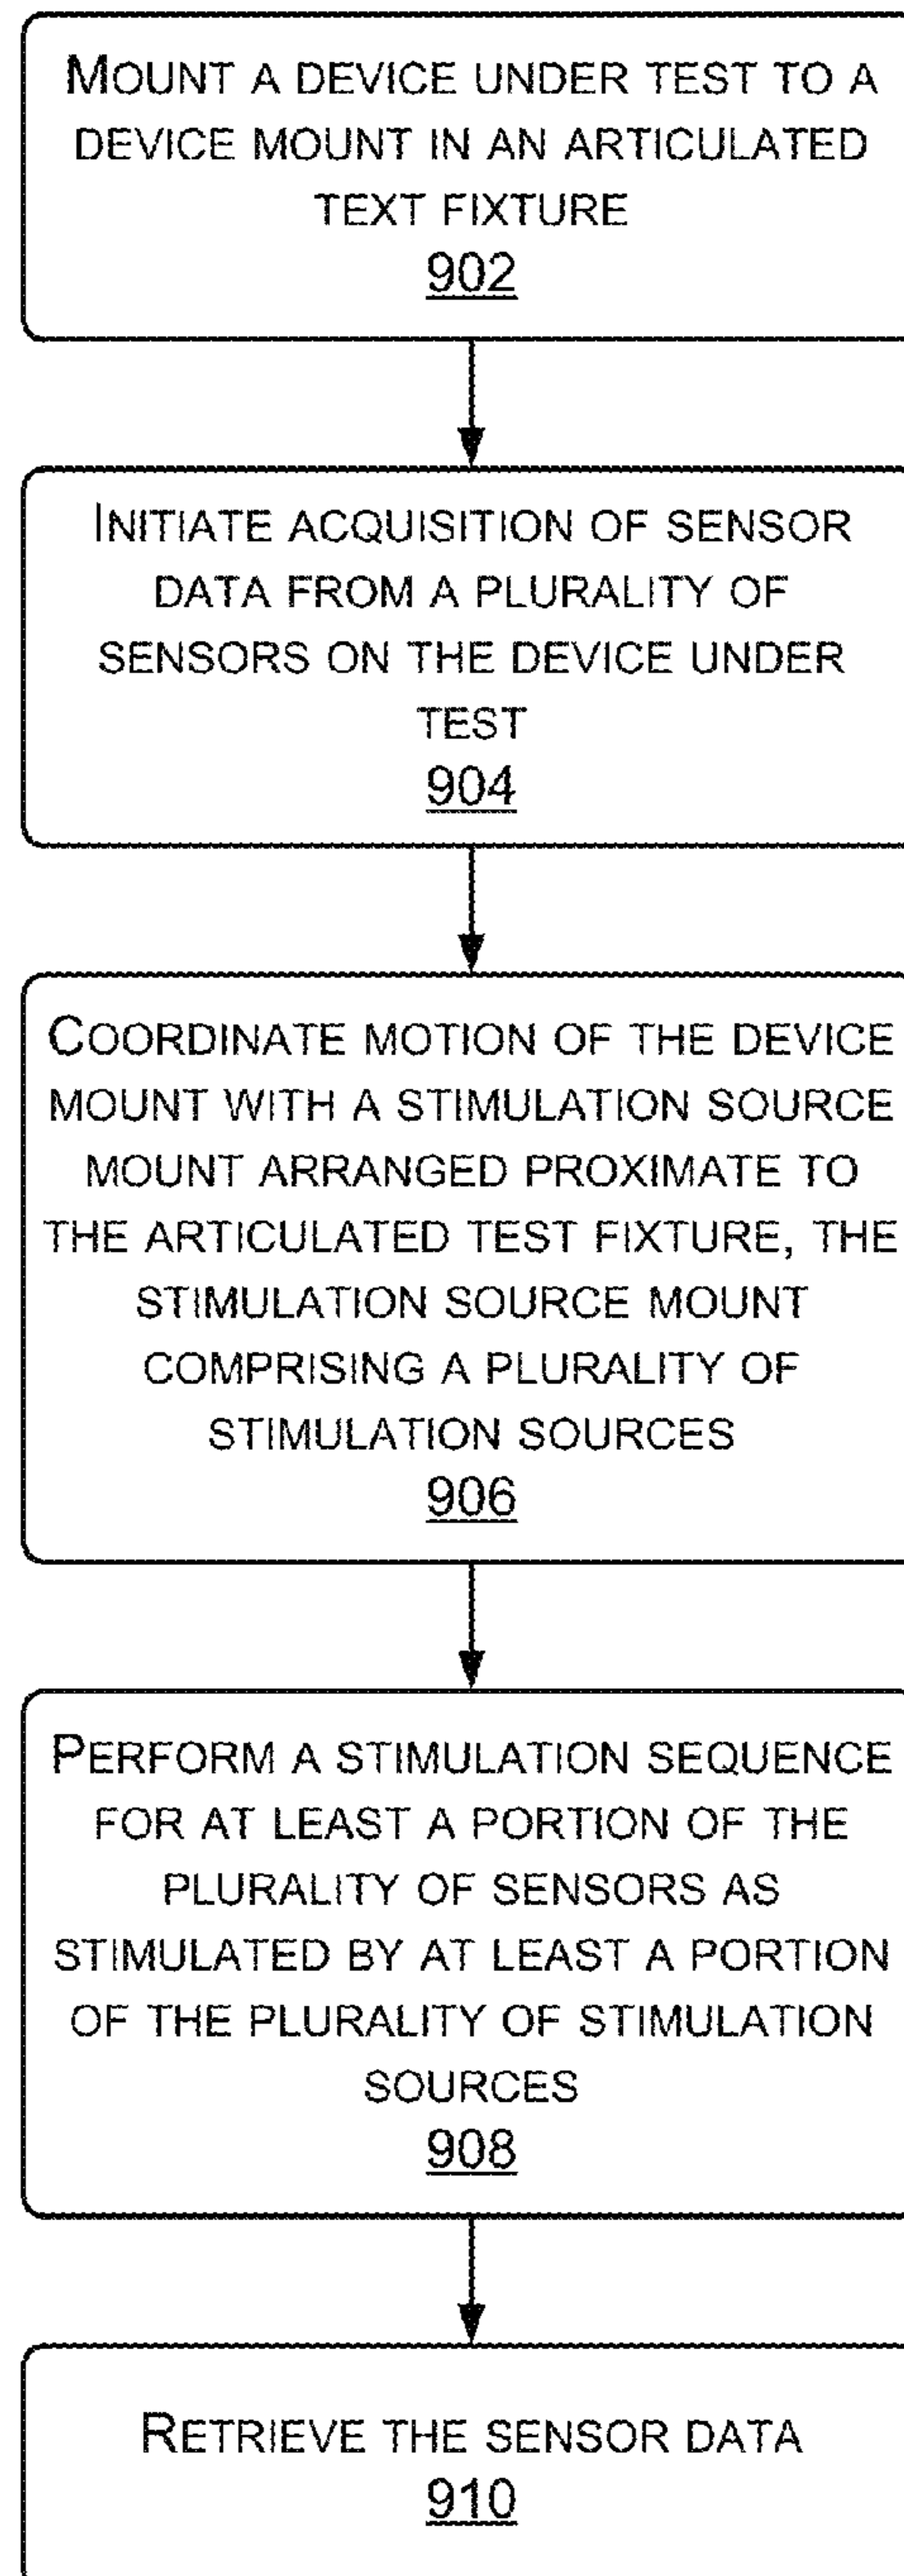 MOUNT A DEVICE UNDER TEST TO A
DEVICE MOUNT IN AN ARTICULATED
TEXT FIXTURE
902
INITIATE ACQUISITION OF SENSOR
DATA FROM A PLURALITY OF
SENSORS ON THE DEVICE UNDER
TEST
904
COORDINATE MOTION OF THE DEVICE
MOUNT WITH A STIMULATION SOURCE
MOUNT ARRANGED PROXIMATE TO
THE ARTICULATED TEST FIXTURE, THE
STIMULATION SOURCE MOUNT
COMPRISING A PLURALITY OF
STIMULATION SOURCES
906
PERFORM A STIMULATION SEQUENCE
FOR AT LEAST A PORTION OF THE
PLURALITY OF SENSORS AS
STIMULATED BY AT LEAST A PORTION
OF THE PLURALITY OF STIMULATION
SOURCES
908
RETRIEVE THE SENSOR DATA
910